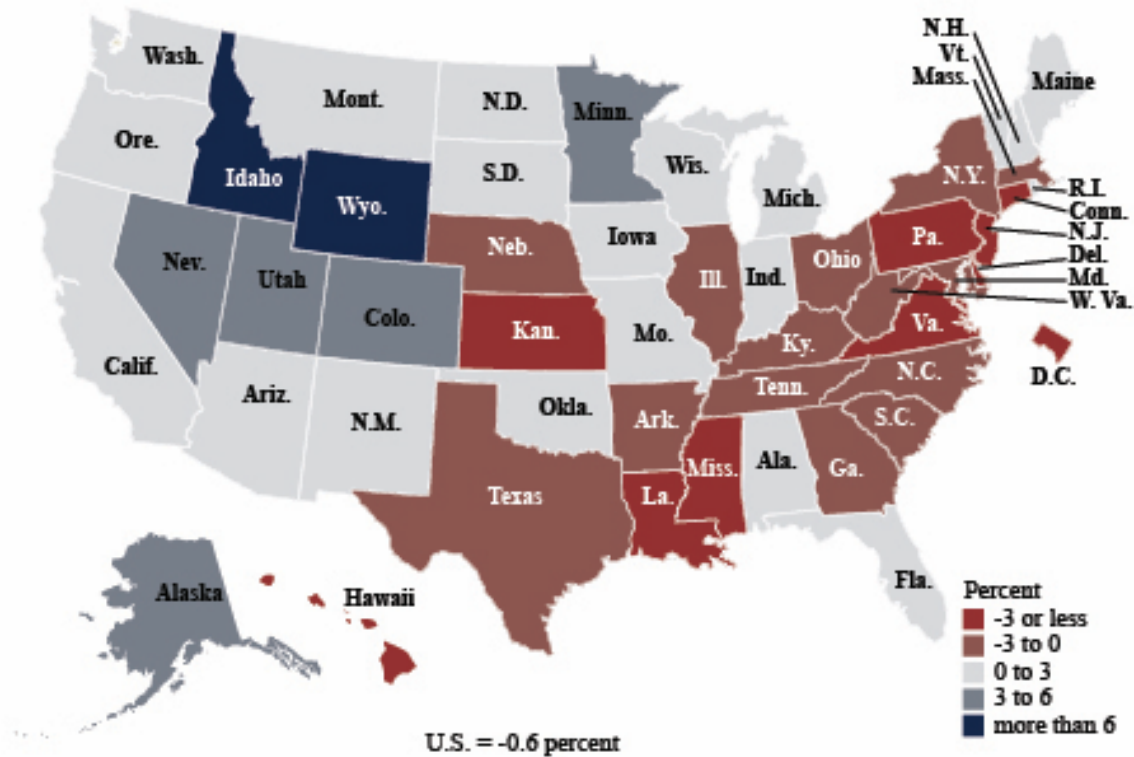 N.H.
Vt.
Mass.
Wash.
Maine
Mont.
N.D.
Minn.
Ore.
Wis.
S.D.
Idaho
N.Y.
Mich.
R.I.
Wyo.
Conn.
N.J.
Iowa
Pa.
Neb.
Del.
Nev.
Ohio
Md.
Utah
Ill.
Ind.
W. Va.
Colo.
Kan.
Va.
Mo.
Ky.
Calif.
N.C.
D.C.
Tenn.
Ariz.
Okla.
N.M.
Ark.
S.C.
Miss.
Ala.
Ga.
Texas
La.
Fla.
Alaska
Hawaii
Percent
-3 or less
-3 to 0
0 to 3
3 to 6
more than 6
U.S. = -0.6 percent